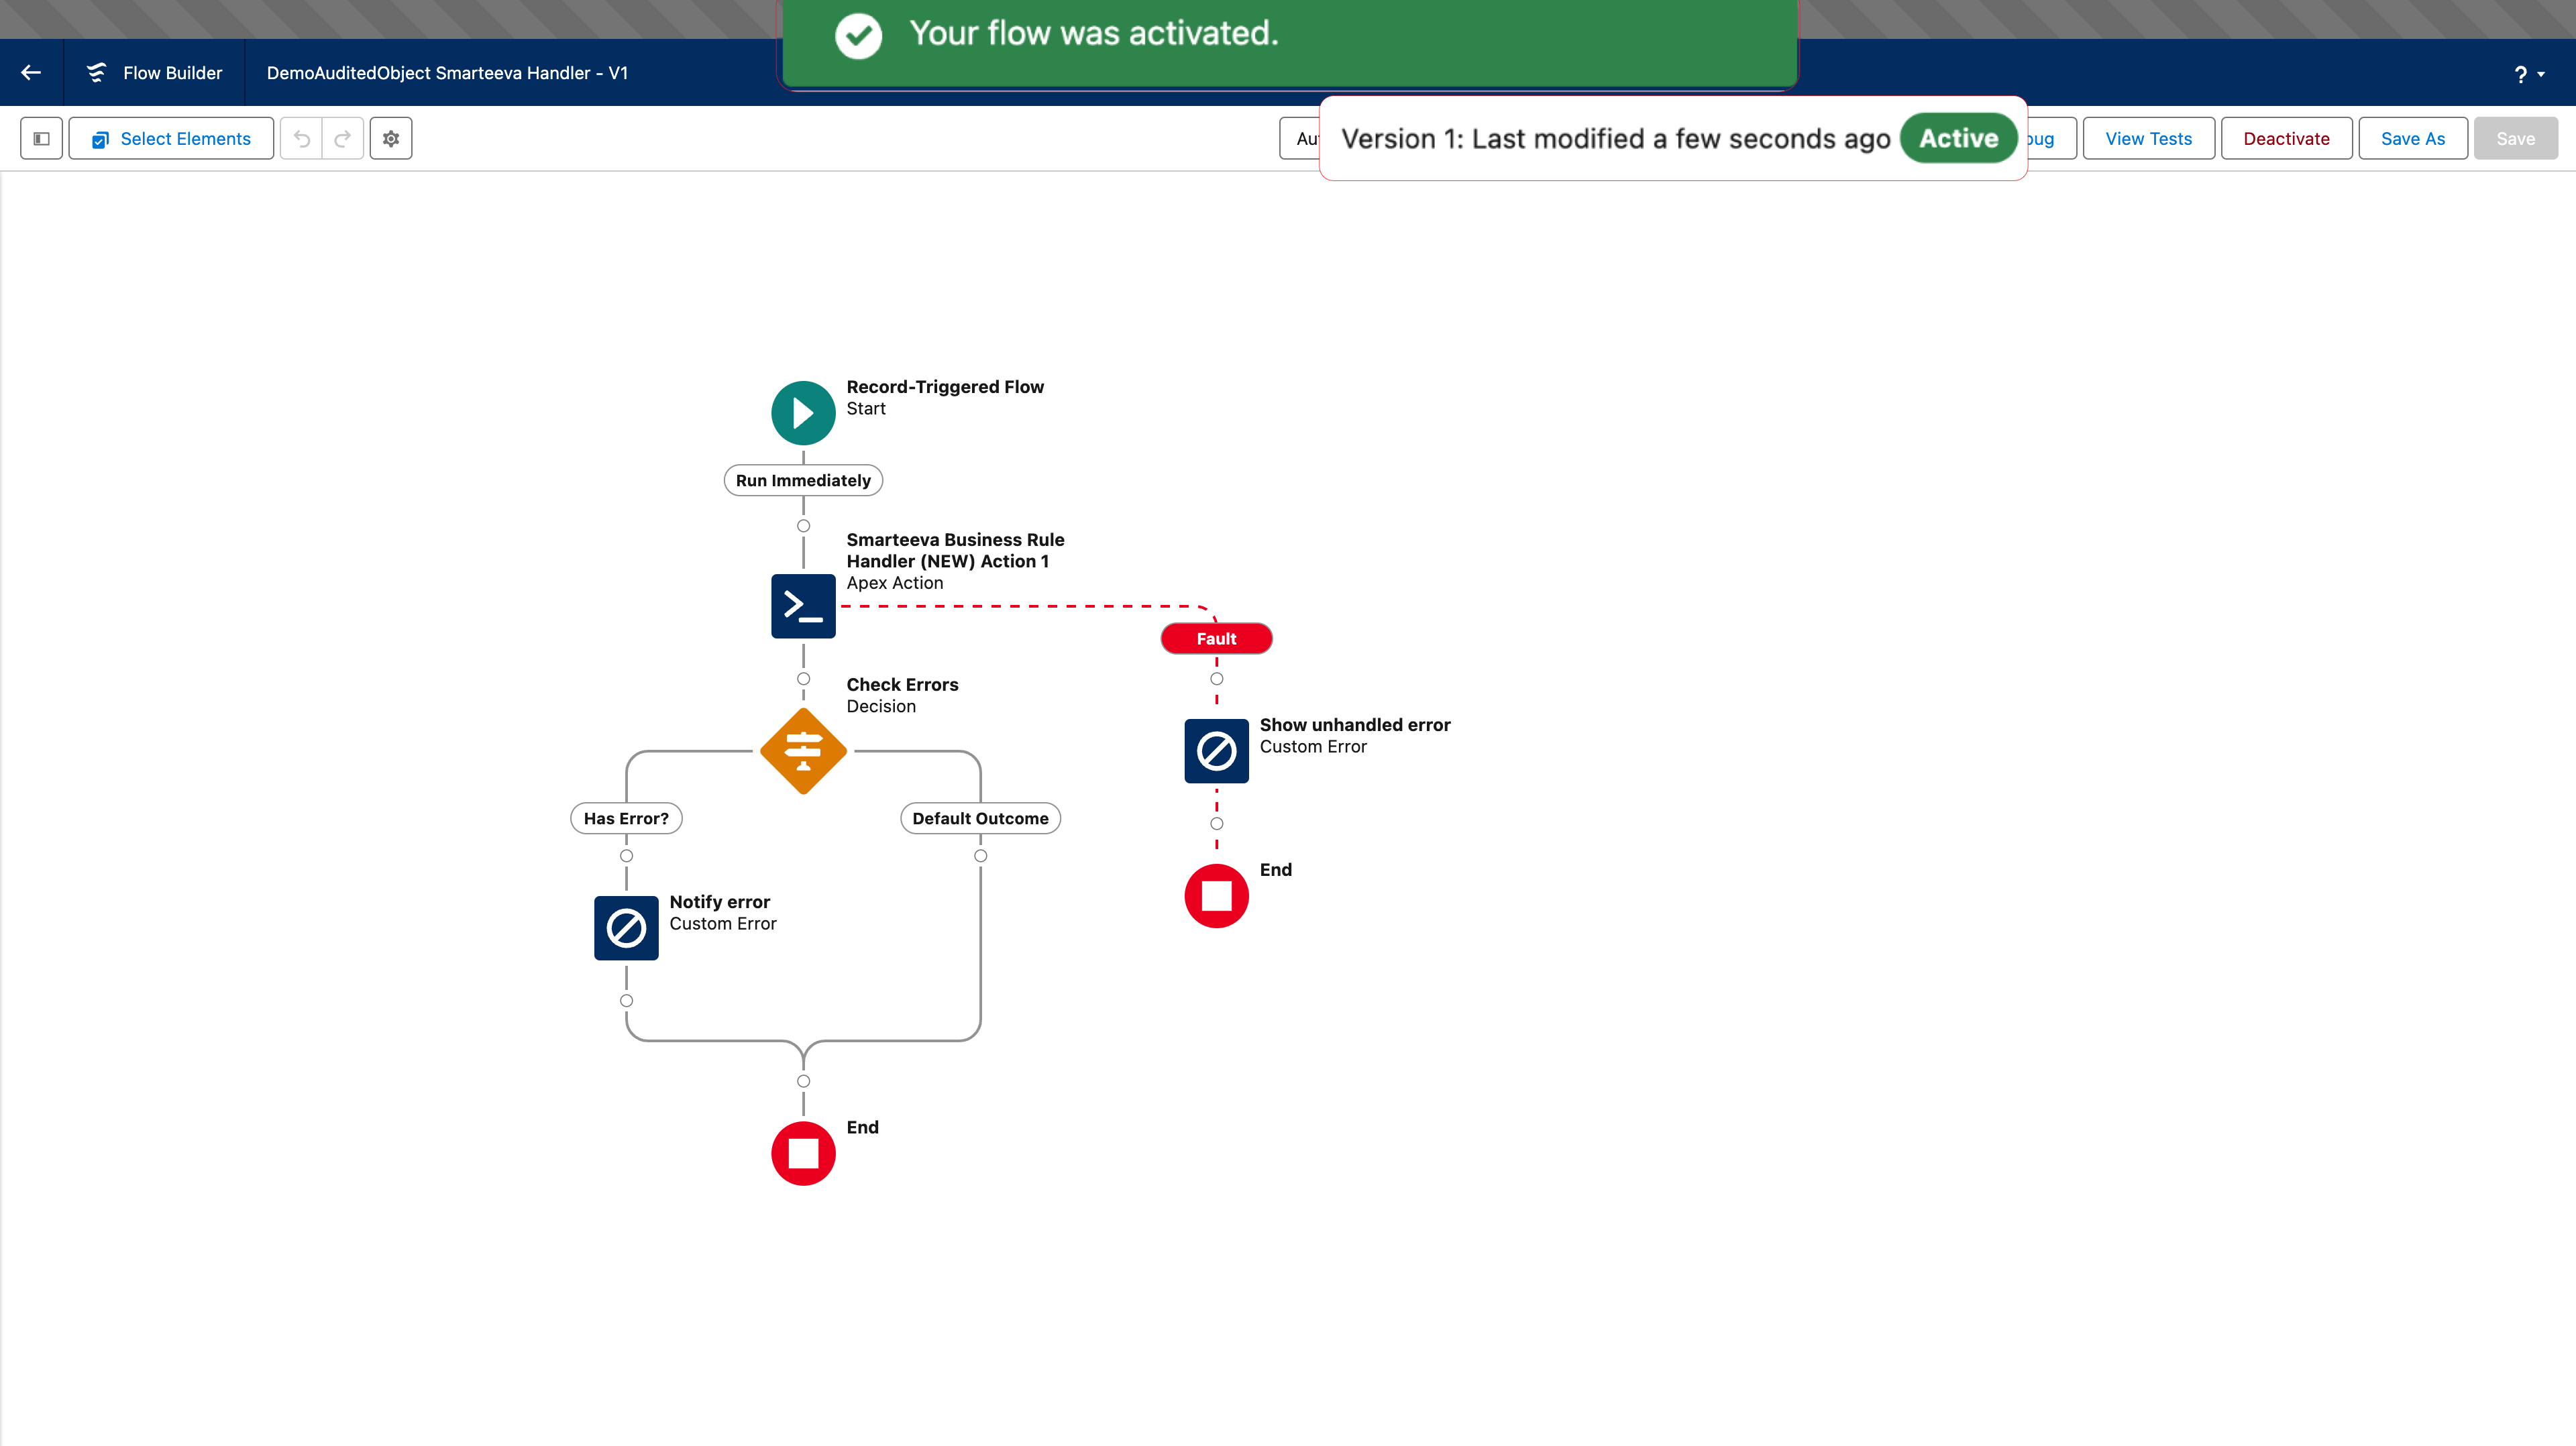 Your flow was activated.
Flow Builder
DemoAuditedObject Smarteeva Handler - V1
?
Select Elements
Version 1: Last modified a few seconds ago
Active
View Tests
Deactivate
Save As
Save
Record-Triggered Flow
Start
Run Immediately
Smarteeva Business Rule
Handler (NEW) Action 1
Apex Action
Fault
Check Errors
Decision
Show unhandled error
Custom Error
Has Error?
Default Outcome
End
Notify error
Custom Error
End